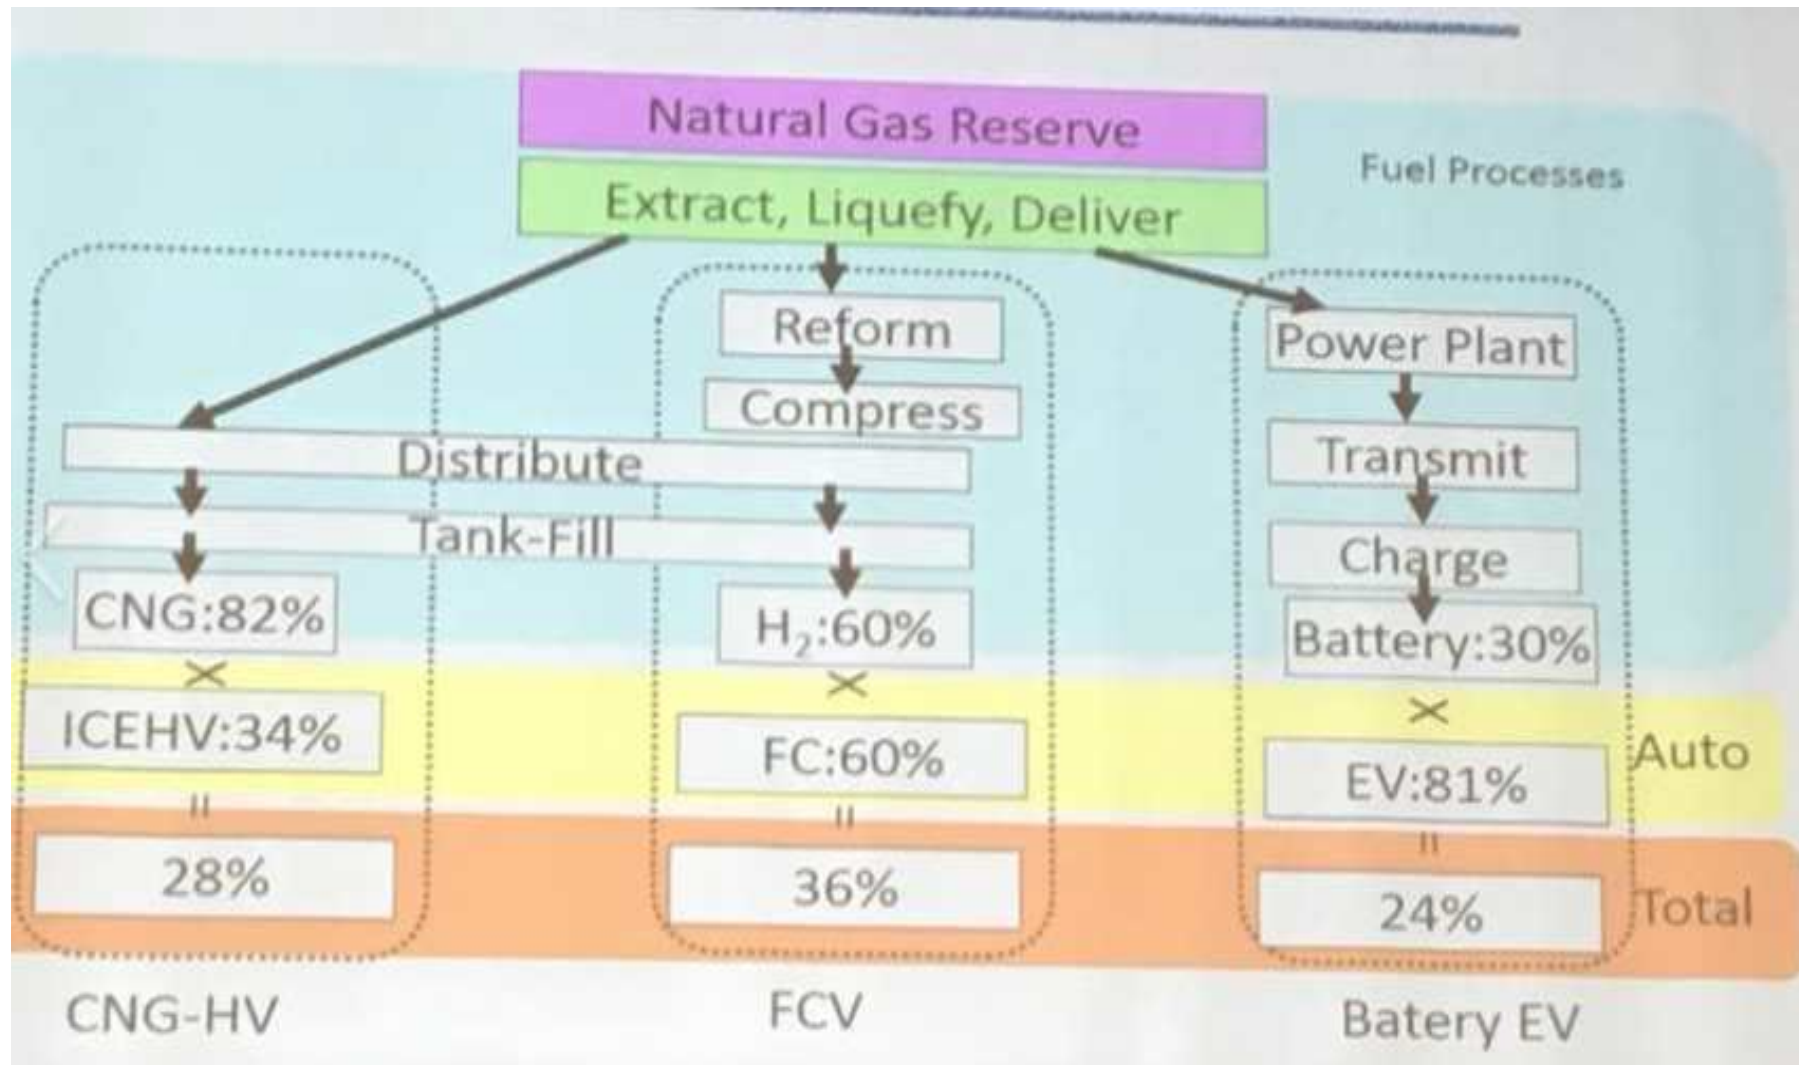 Natural Gas Reserve
Fuel Processes
Extract, Liquefy, Deliver
Reform
Power Plant
Compress
Distribute
Transmit
Tank-Fill
Charge
CNG:82%
H₂:60%
Battery:30%
×
×
×
ICEHV:34%
FC:60%
EV:81%
Auto
=
=
=
28%
36%
24%
Total
CNG-HV
FCV
Batery EV